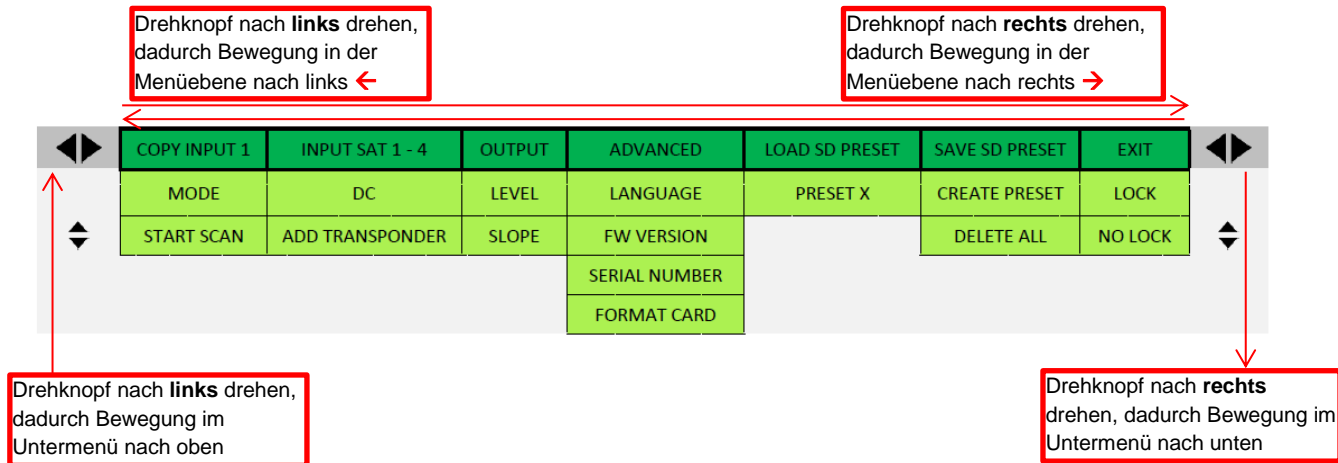 Drehknopf nach links drehen,
dadurch Bewegung in der
Menüebene nach links ←
Drehknopf nach rechts drehen,
dadurch Bewegung in der
Menüebene nach rechts →
COPY INPUT 1 INPUT SAT 1 - 4 OUTPUT ADVANCED LOAD SD PRESET SAVE SD PRESET EXIT
MODE DC LEVEL LANGUAGE PRESET X CREATE PRESET LOCK
START SCAN ADD TRANSPONDER SLOPE FW VERSION DELETE ALL NO LOCK
SERIAL NUMBER
FORMAT CARD
Drehknopf nach links drehen,
dadurch Bewegung im
Untermenü nach oben
Drehknopf nach rechts
drehen, dadurch Bewegung im
Untermenü nach unten